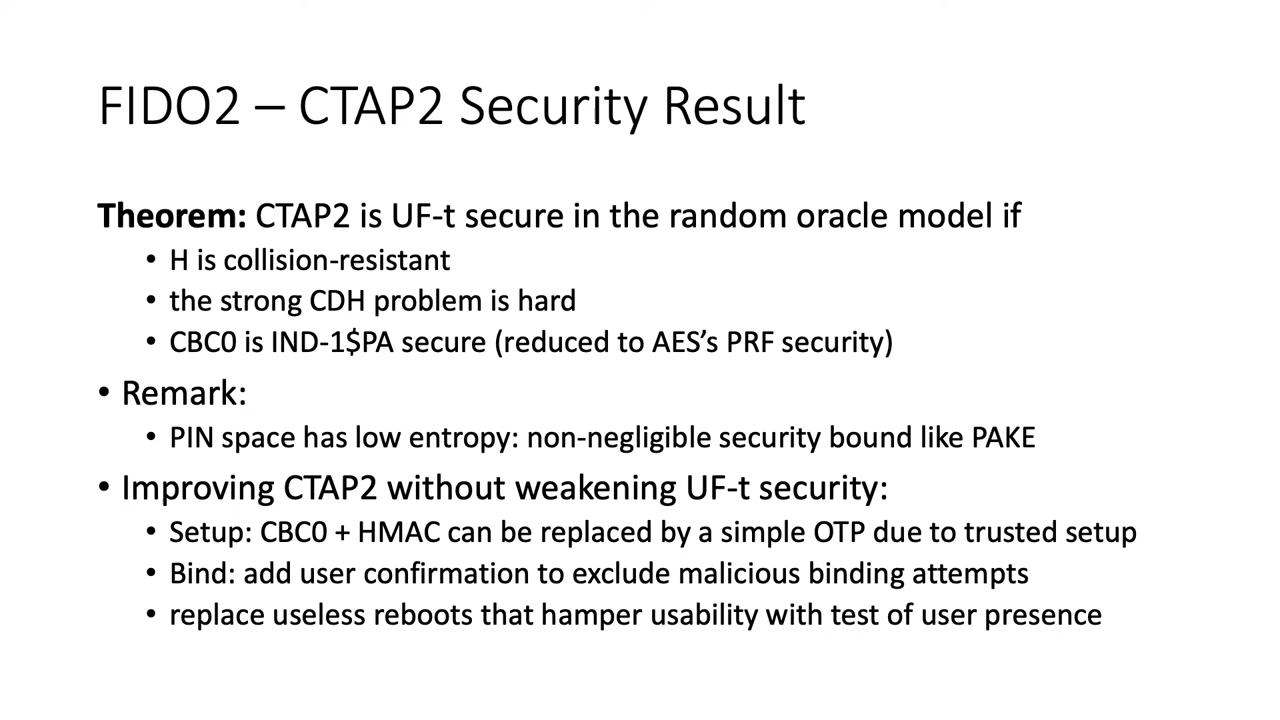 FIDO2 – CTAP2 Security Result
Theorem: CTAP2 is UF-t secure in the random oracle model if
• H is collision-resistant
• the strong CDH problem is hard
• CBC0 is IND-1$PA secure (reduced to AES’s PRF security)
• Remark:
• PIN space has low entropy: non-negligible security bound like PAKE
• Improving CTAP2 without weakening UF-t security:
• Setup: CBC0 + HMAC can be replaced by a simple OTP due to trusted setup
• Bind: add user confirmation to exclude malicious binding attempts
• replace useless reboots that hamper usability with test of user presence